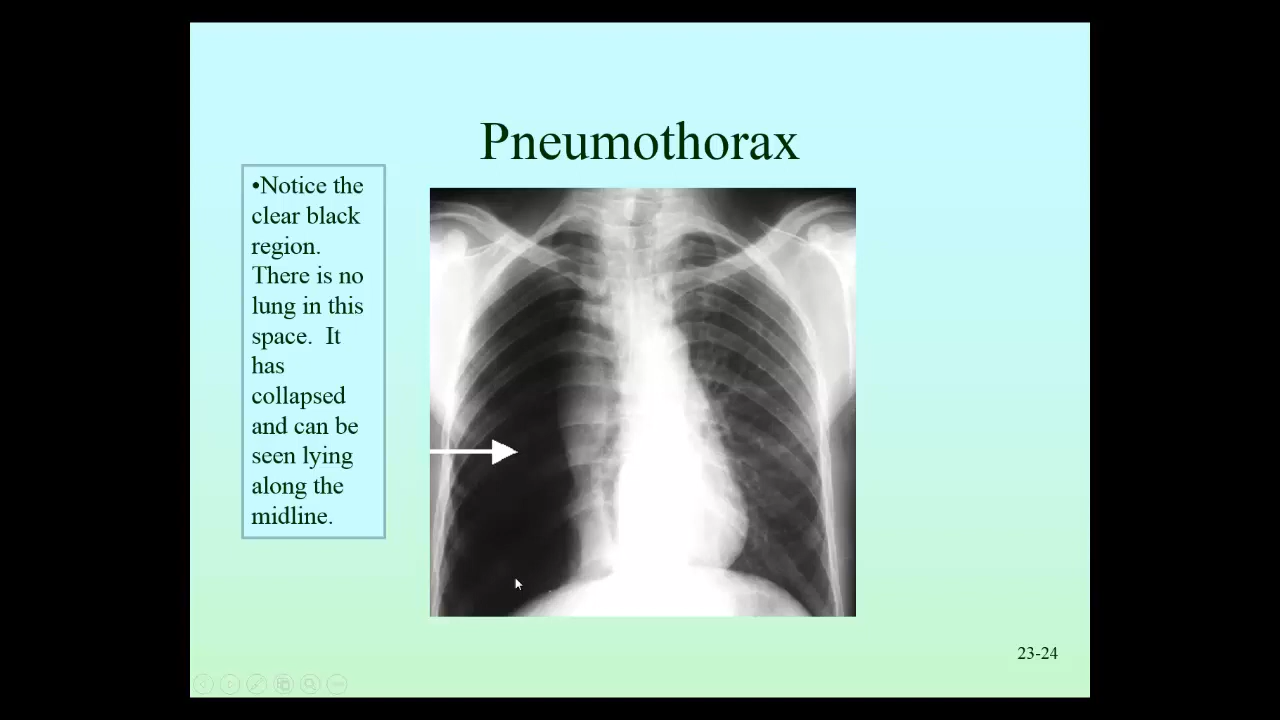 Pneumothorax
•Notice the
clear black
region.
There is no
lung in this
space.  It
has
collapsed
and can be
seen lying
along the
midline.
23-24